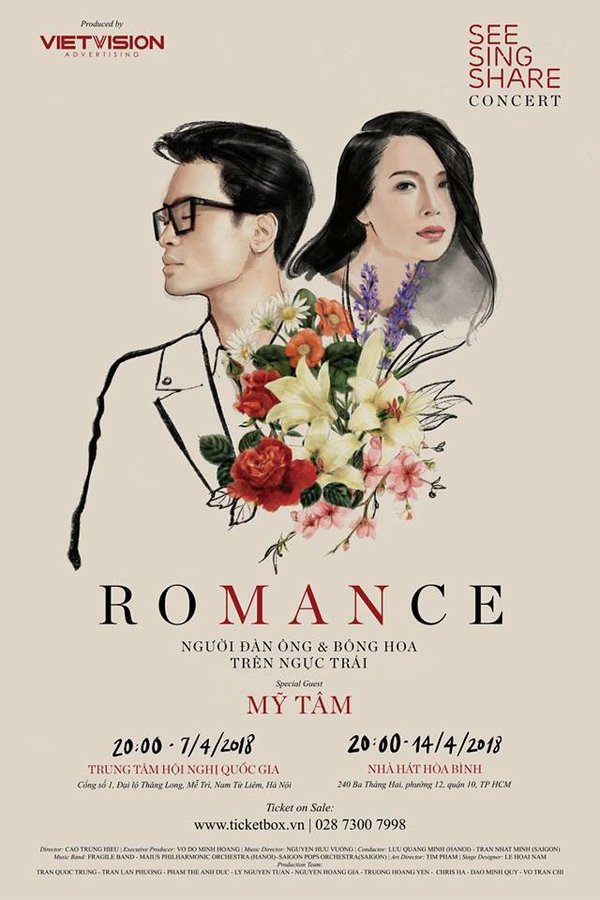 Produced by
VIETVISION
ADVERTISING
SEE
SING
SHARE
CONCERT
ROMANCE
NGƯỜI ĐÀN ÔNG & BÔNG HOA
TRÊN NGỰC TRÁI
Special Guest
MỸ TÂM
20:00 - 7/4/2018
TRUNG TÂM HỘI NGHỊ QUỐC GIA
Cổng số 1, Đại lộ Thăng Long, Mễ Trì, Nam Từ Liêm, Hà Nội
20:00 - 14/4/2018
NHÀ HÁT HÒA BÌNH
240 Ba Tháng Hai, phường 12, quận 10, TP HCM
Ticket on Sale:
www.ticketbox.vn | 028 7300 7998
Director: CAO TRUNG HIEU | Executive Producer: VO DO MINH HOANG | Music Director: NGUYEN HUU VUONG | Conductor: LUU QUANG MINH (HANOI) - TRAN NHAT MINH (SAIGON)
Music Band: FRAGILE BAND - MAIUS PHILHARMONIC ORCHESTRA (HANOI)-SAIGON POPS ORCHESTRA(SAIGON) | Art Director: TIM PHAM | Stage Designer: LE HOAI NAM
Production Team:
TRAN QUOC TRUNG - TRAN LAN PHUONG - PHAM THE ANH DUC - LY NGUYEN TUAN - NGUYEN HOANG GIA - TRUONG HOANG YEN - CHRIS HA - DAO MINH QUY - VO TRAN CHI